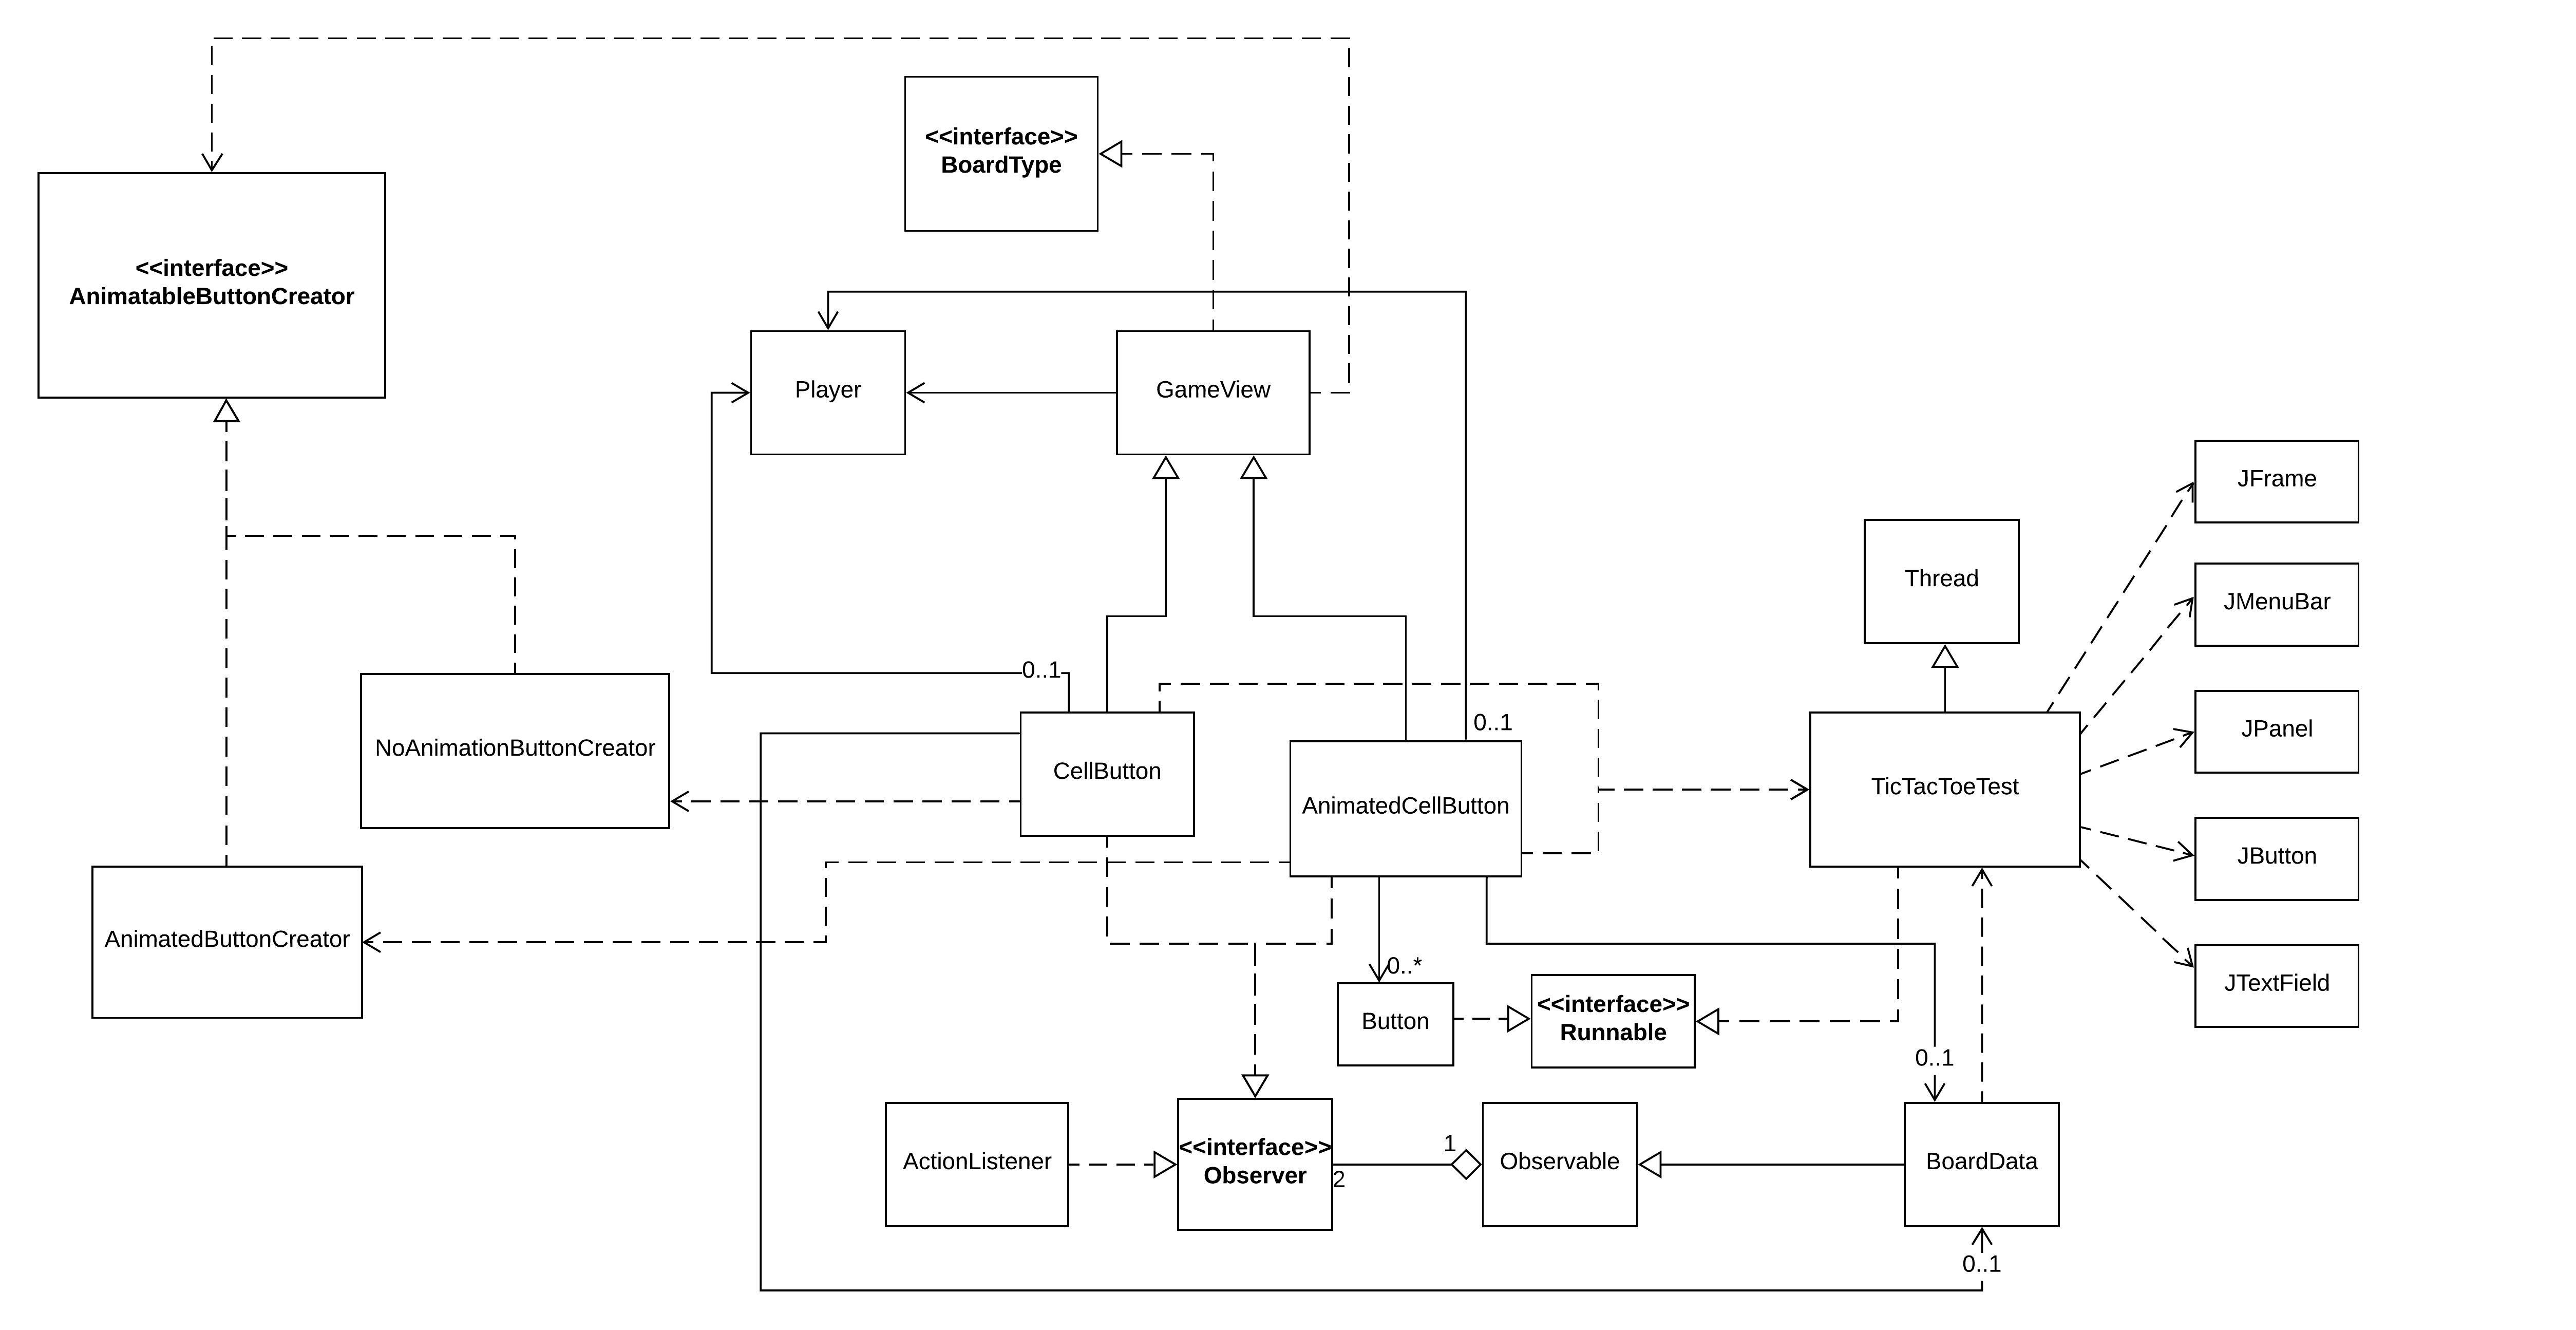 <<interface>>
BoardType
<<interface>>
AnimatableButtonCreator
Player
GameView
JFrame
Thread
JMenuBar
0..1
0..1
JPanel
NoAnimationButtonCreator
CellButton
AnimatedCellButton
TicTacToeTest
JButton
AnimatedButtonCreator
0..*
JTextField
Button
<<interface>>
Runnable
0..1
ActionListener
<<interface>>
Observer
1
2
Observable
BoardData
0..1